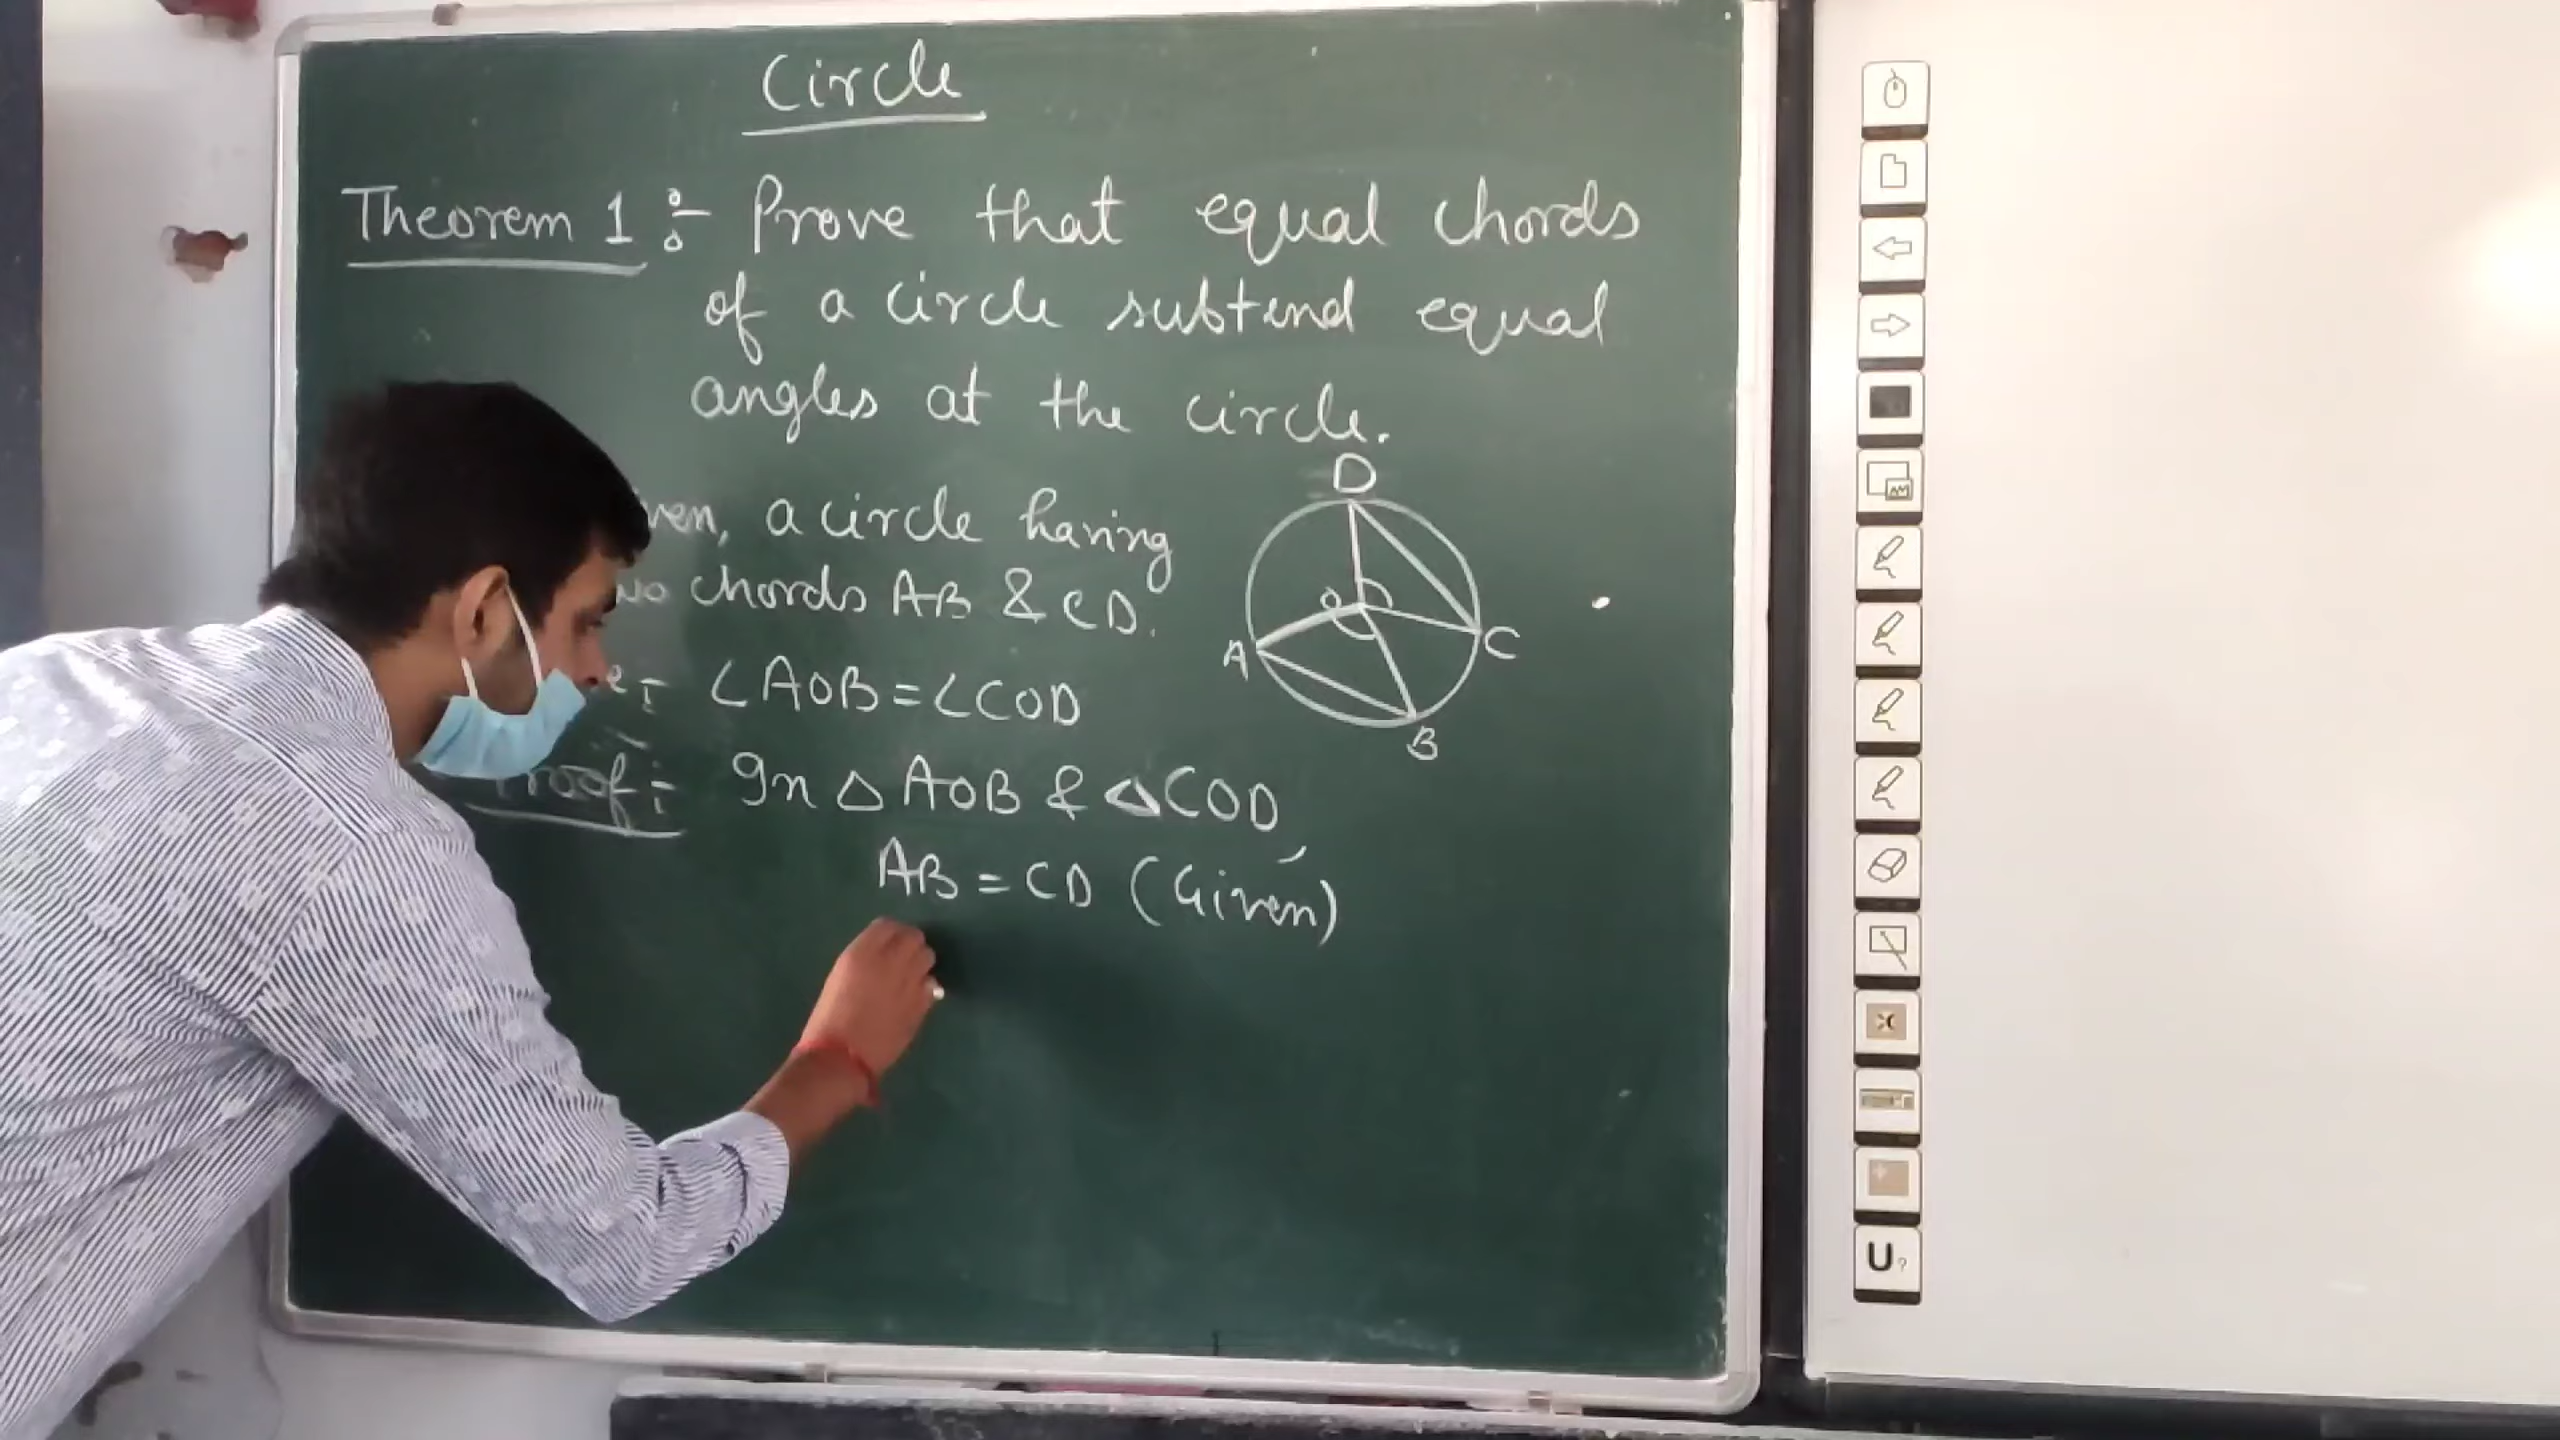 Circle
Theorem 1 :- Prove that equal chords
of a circle subtend equal
angles at the circle.
a circle having
chords AB & CD.
∠AOB = ∠COD
Proof :- In △ AOB & △COD,
AB = CD (Given)
D
O
A
C
B
U?